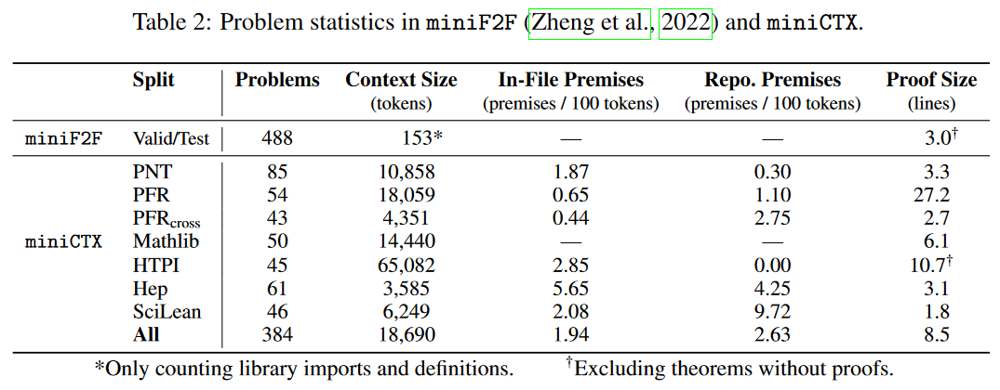 Table 2: Problem statistics in miniF2F (Zheng et al., 2022) and miniCTX.
Split Problems Context Size In-File Premises Repo. Premises Proof Size
(tokens) (premises / 100 tokens) (premises / 100 tokens) (lines)
miniF2F Valid/Test 488 153* — — 3.0†
PNT 85 10,858 1.87 0.30 3.3
PFR 54 18,059 0.65 1.10 27.2
PFRcross 43 4,351 0.44 2.75 2.7
miniCTX Mathlib 50 14,440 — — 6.1
HTPI 45 65,082 2.85 0.00 10.7†
Hep 61 3,585 5.65 4.25 3.1
SciLean 46 6,249 2.08 9.72 1.8
All 384 18,690 1.94 2.63 8.5
*Only counting library imports and definitions. †Excluding theorems without proofs.